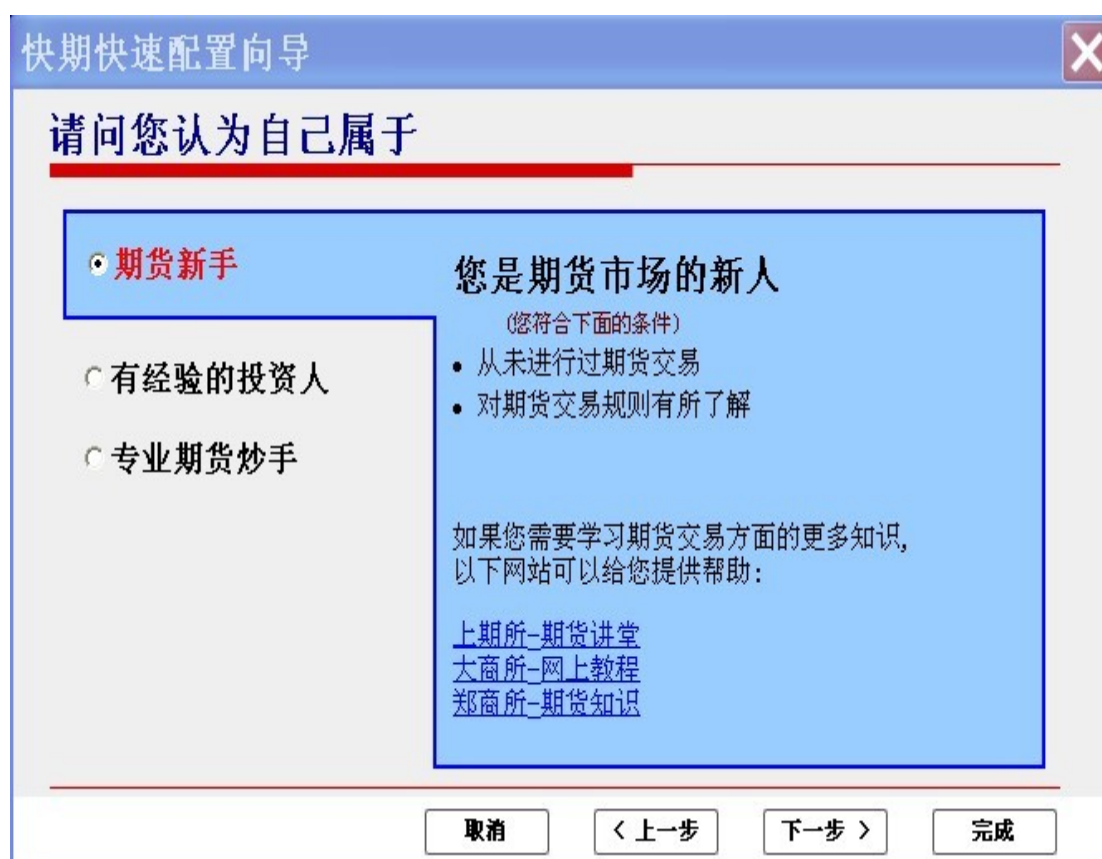 快期快速配置向导
请问您认为自己属于
期货新手
有经验的投资人
专业期货炒手
您是期货市场的新人
(您符合下面的条件)
• 从未进行过期货交易
• 对期货交易规则有所了解
如果您需要学习期货交易方面的更多知识,
以下网站可以给您提供帮助:
上期所-期货讲堂
大商所-网上教程
郑商所-期货知识
取消
< 上一步
下一步 >
完成